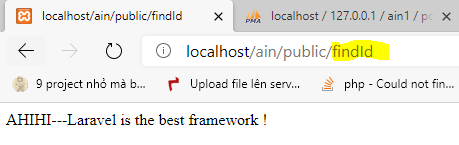 localhost/ain/public/findId
localhost / 127.0.0.1 / ain1 / po
localhost/ain/public/findId
9 project nhỏ mà b...
Upload file lên serv...
php - Could not fin...
AHIHI---Laravel is the best framework !